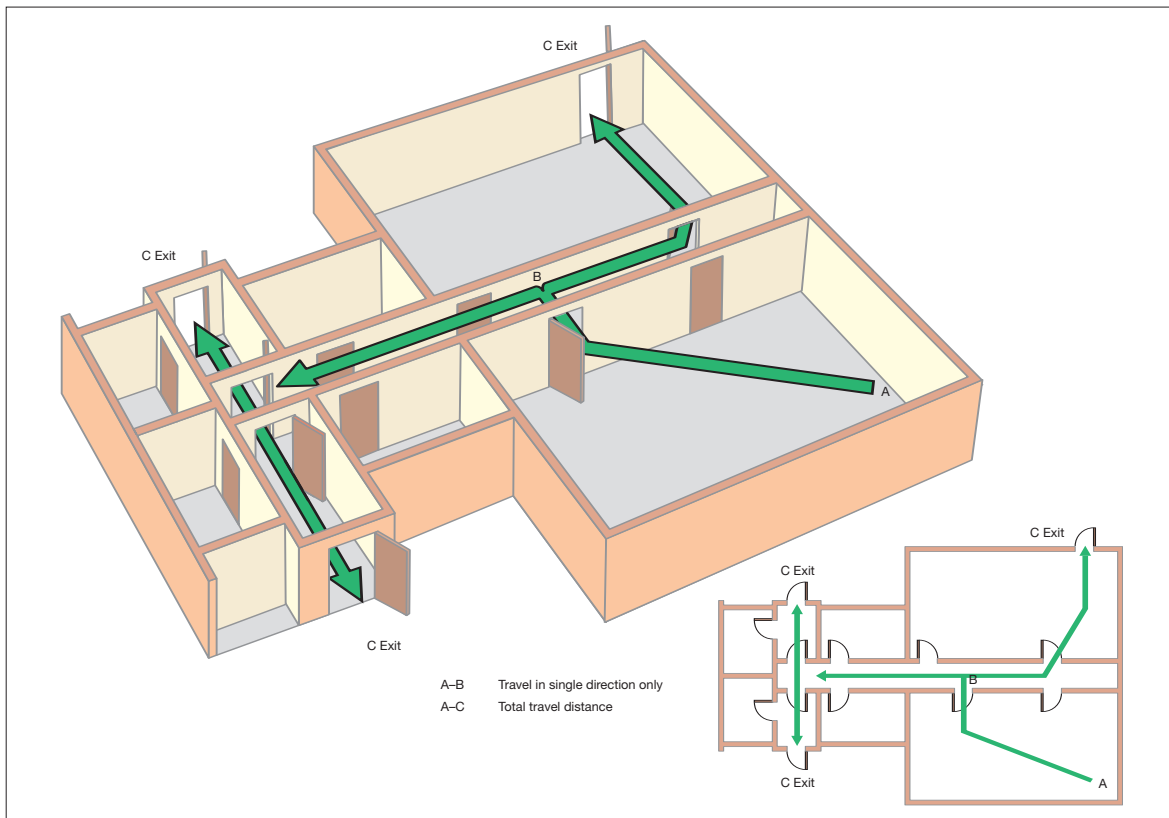 C Exit
C Exit
B
A
C Exit
A–B Travel in single direction only
A–C Total travel distance
C Exit
C Exit
B
A
C Exit